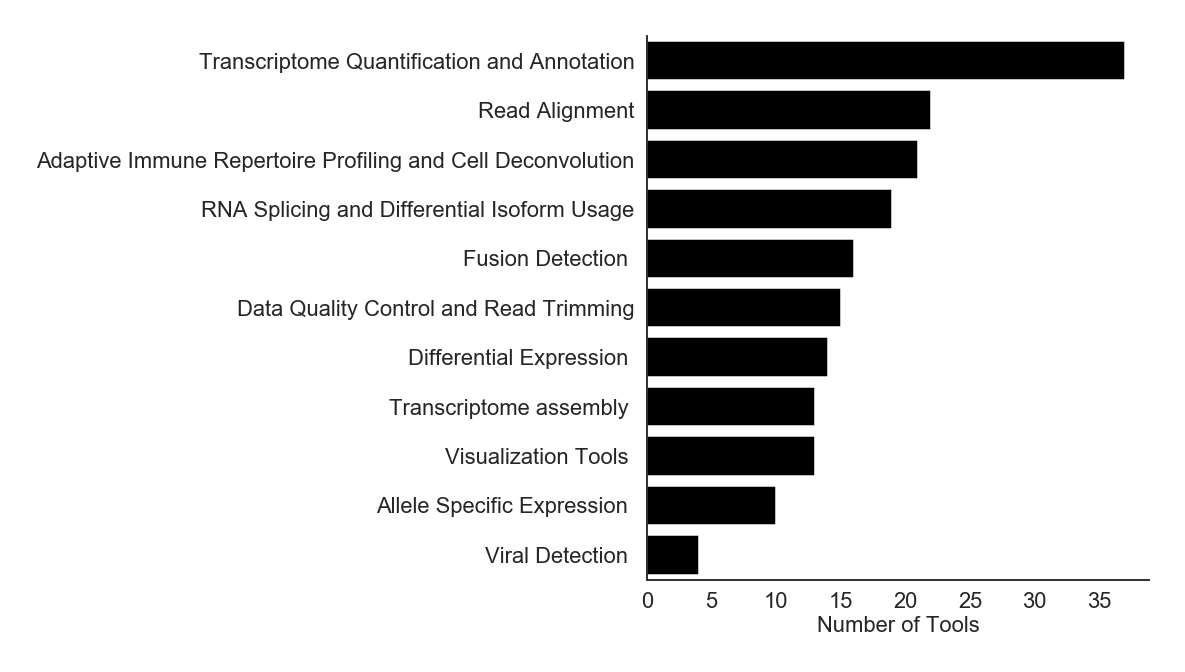 Transcriptome Quantification and Annotation
Read Alignment
Adaptive Immune Repertoire Profiling and Cell Deconvolution
RNA Splicing and Differential Isoform Usage
Fusion Detection
Data Quality Control and Read Trimming
Differential Expression
Transcriptome assembly
Visualization Tools
Allele Specific Expression
Viral Detection
0 5 10 15 20 25 30 35
Number of Tools